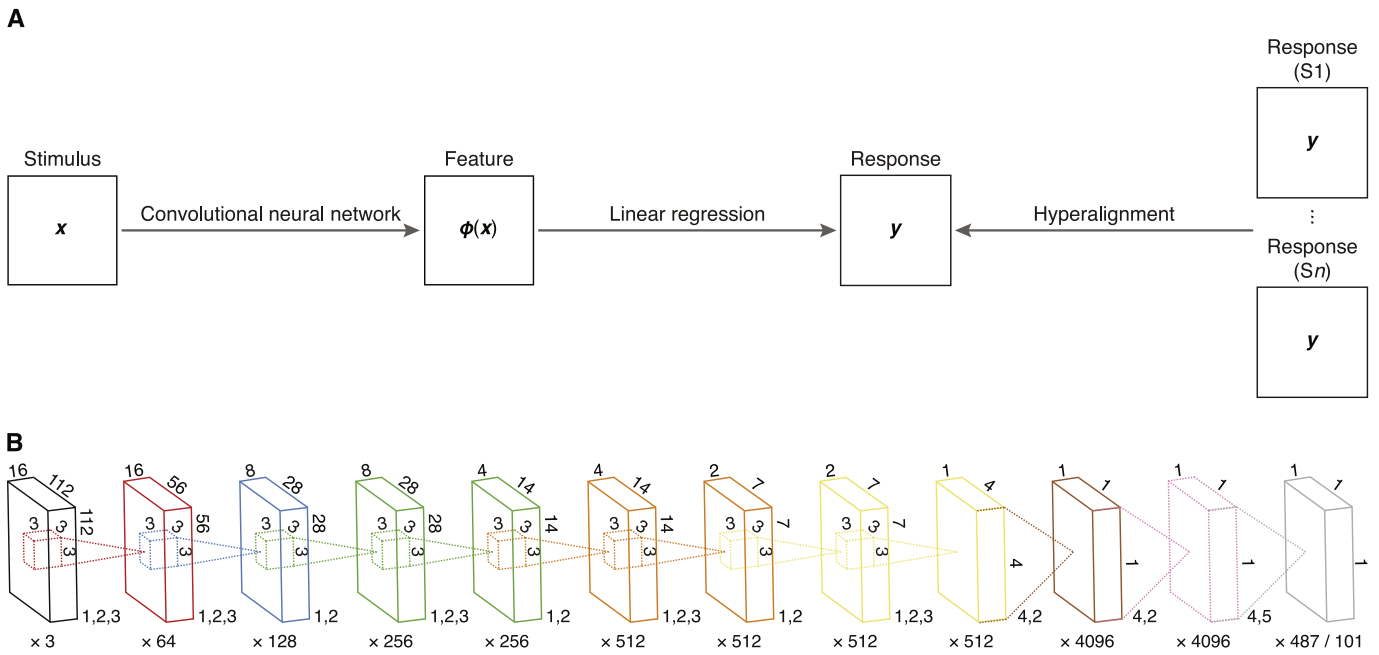 A
Response
(S1)
y
Stimulus
Feature
Response
x
Convolutional neural network
ϕ(x)
Linear regression
y
Hyperalignment
⋮
Response
(Sn)
y
B
16 112 112 3 3 3 1,2,3
× 3
16 56 56 3 3 3 1,2,3
× 64
8 28 28 3 3 3 1,2
× 128
8 28 28 3 3 3 1,2,3
× 256
4 14 14 3 3 3 1,2
× 256
4 14 14 3 3 3 1,2,3
× 512
2 7 7 3 3 3 1,2
× 512
2 7 7 3 3 3 1,2,3
× 512
1 4 4 4,2
× 512
1 1 1 4,2
× 4096
1 1 1 4,5
× 4096
1 1 1
× 487 / 101